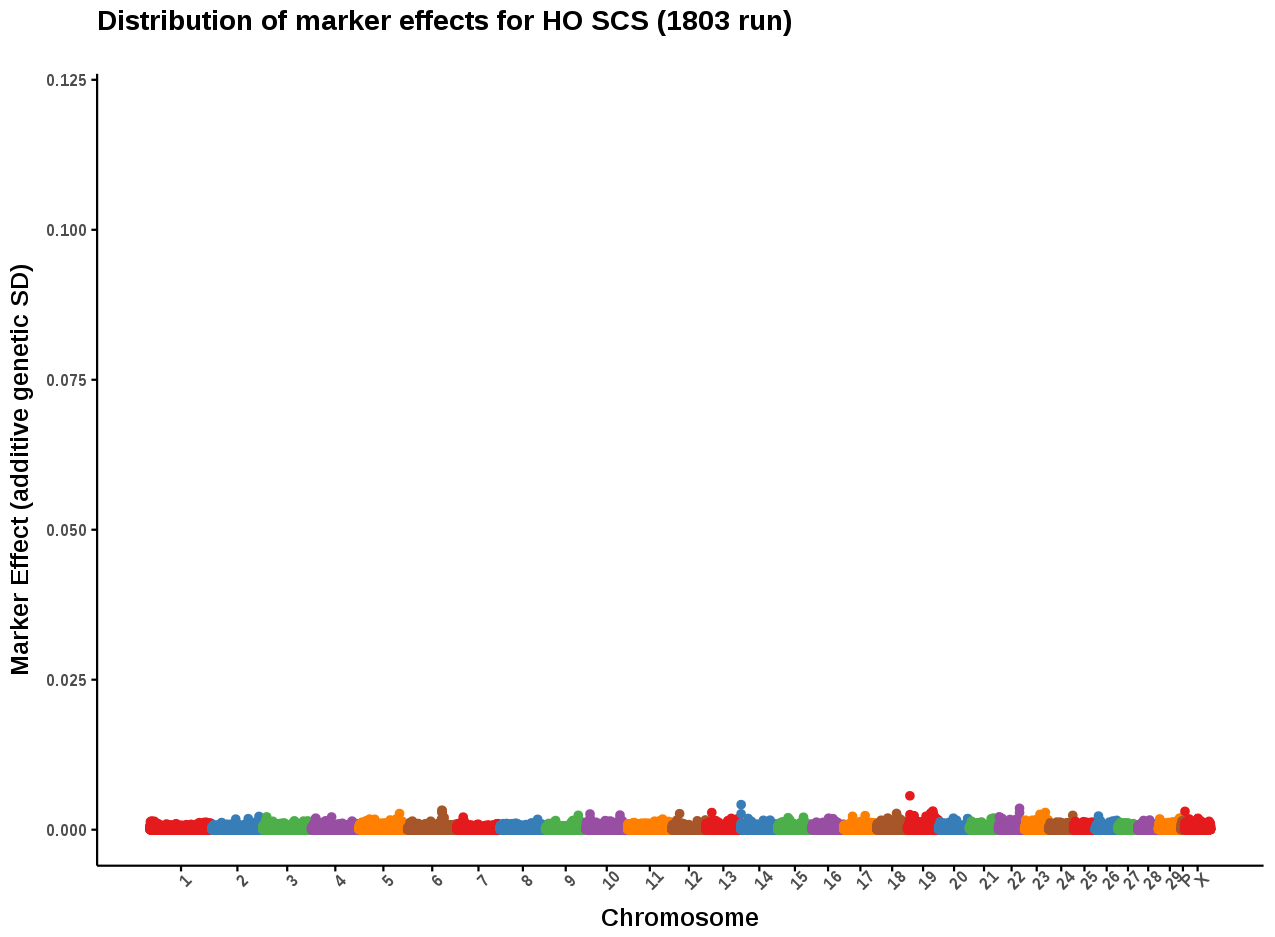 Distribution of marker effects for HO SCS (1803 run)
Marker Effect (additive genetic SD)
0.125
0.100
0.075
0.050
0.025
0.000
1 2 3 4 5 6 7 8 9 10 11 12 13 14 15 16 17 18 19 20 21 22 23 24 25 26 27 28 29 P X
Chromosome